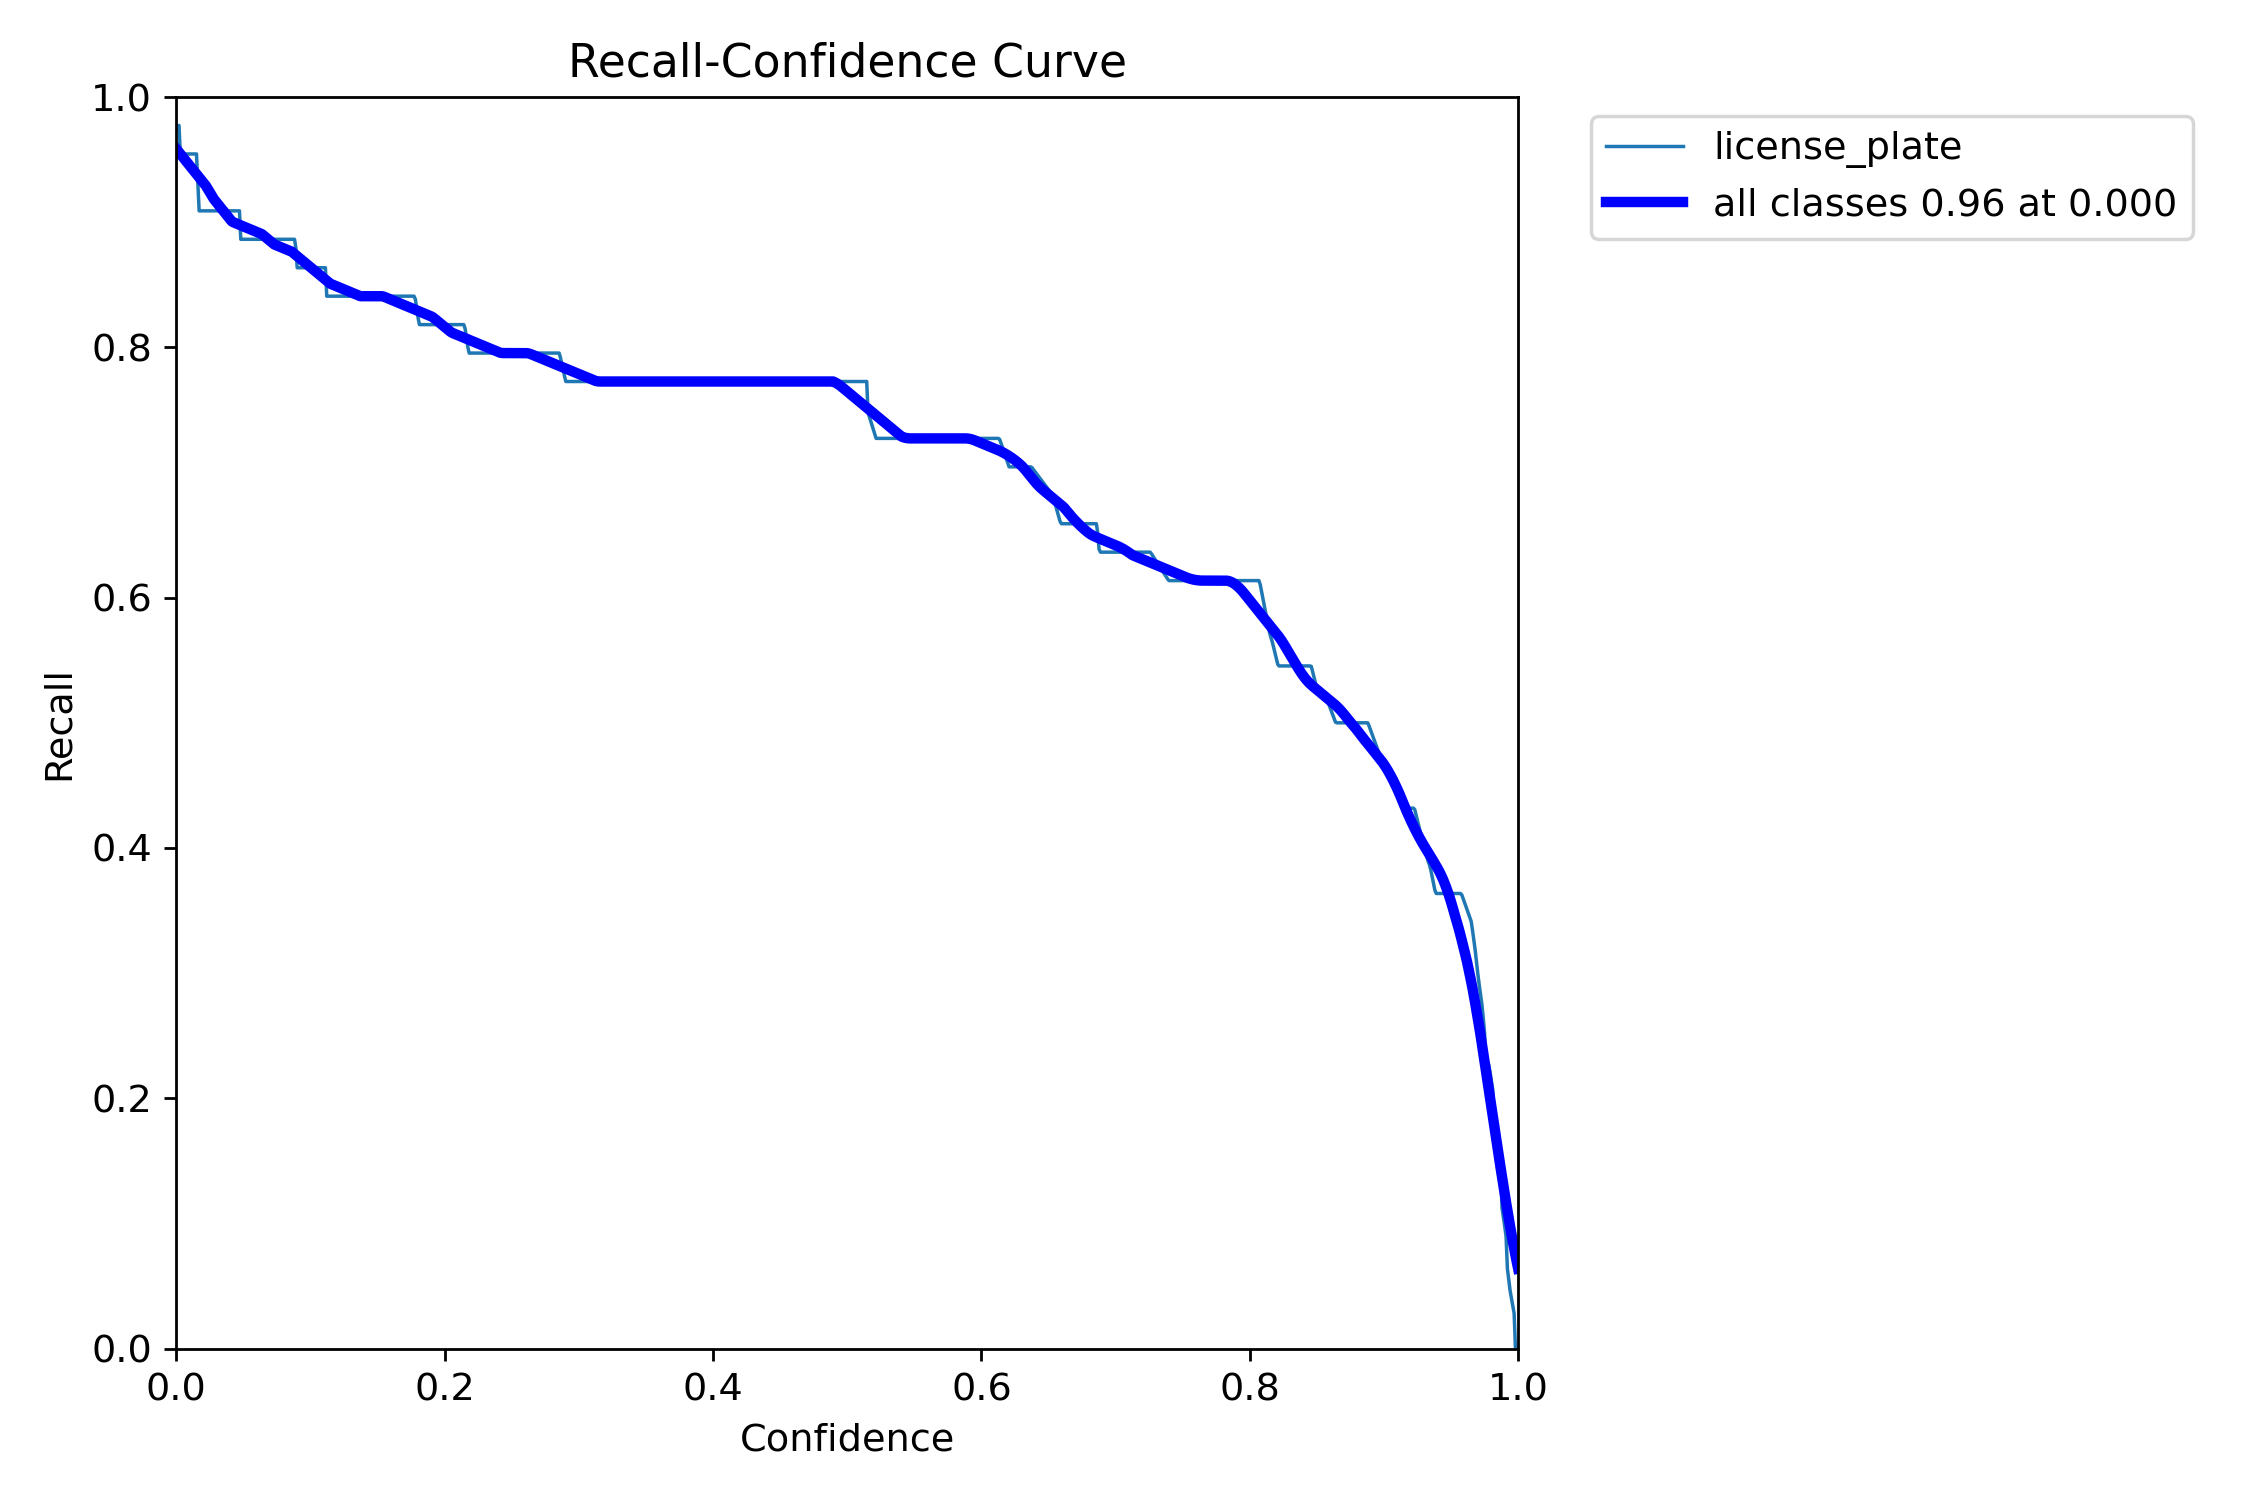 Recall-Confidence Curve
1.0
0.8
0.6
0.4
0.2
0.0
Recall
0.0 0.2 0.4 0.6 0.8 1.0
Confidence
license_plate
all classes 0.96 at 0.000